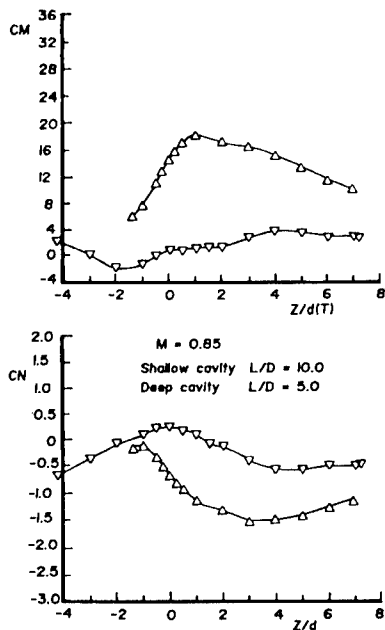 CM
36
32
28
24
20
16
12
8
4
0
-4
-4 -2 0 2 4 6 8
Z/d(T)
2.0
CN
1.5
1.0
0.5
0
-0.5
-1.0
-1.5
-2.0
-2.5
-3.0
M = 0.85
Shallow cavity L/D = 10.0
Deep cavity L/D = 5.0
-4 -2 0 2 4 6 8
Z/d